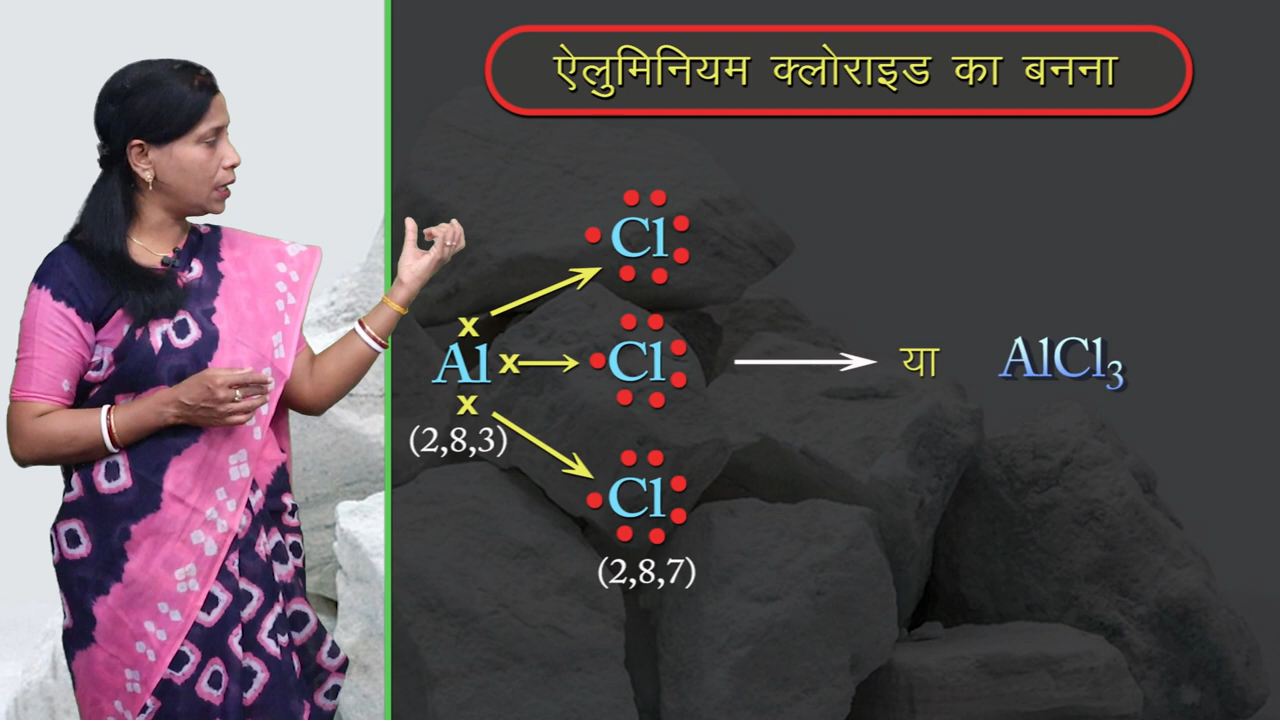 ऐलुमिनियम क्लोराइड का बनना
Cl
x
Al x Cl या AlCl₃
x
(2,8,3)
Cl
(2,8,7)